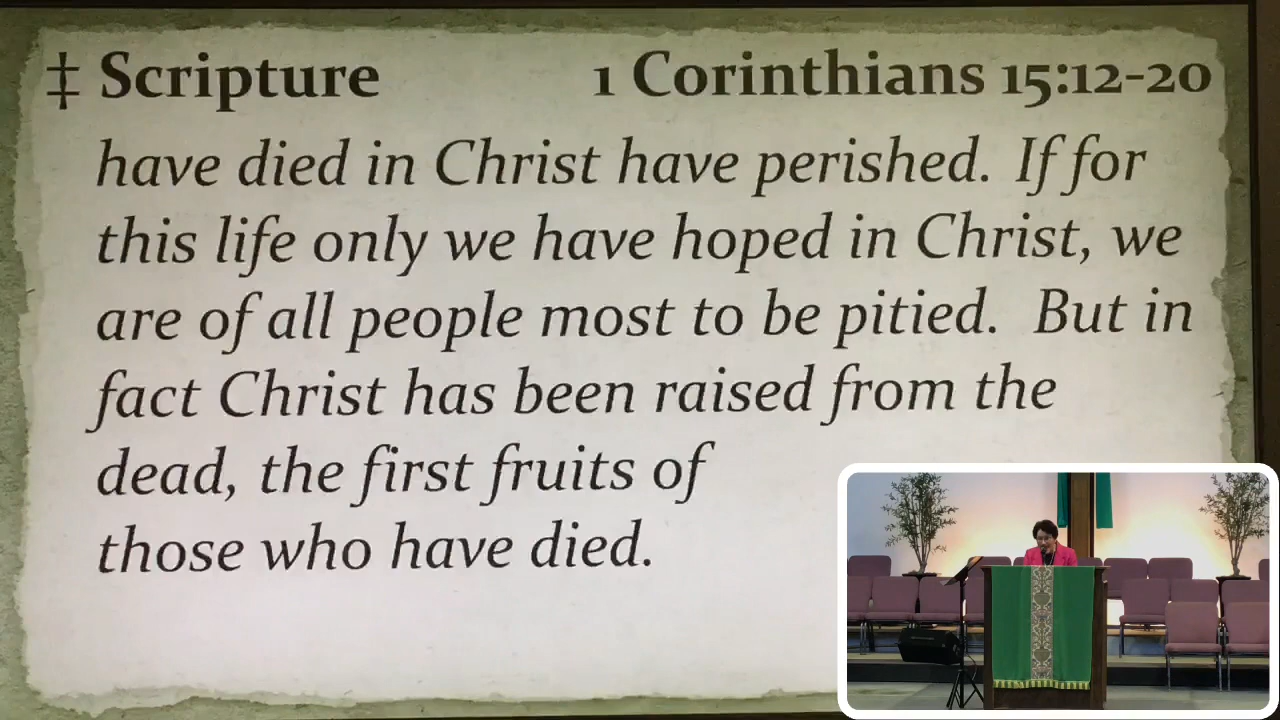 ‡ Scripture 1 Corinthians 15:12-20
have died in Christ have perished. If for
this life only we have hoped in Christ, we
are of all people most to be pitied. But in
fact Christ has been raised from the
dead, the first fruits of
those who have died.